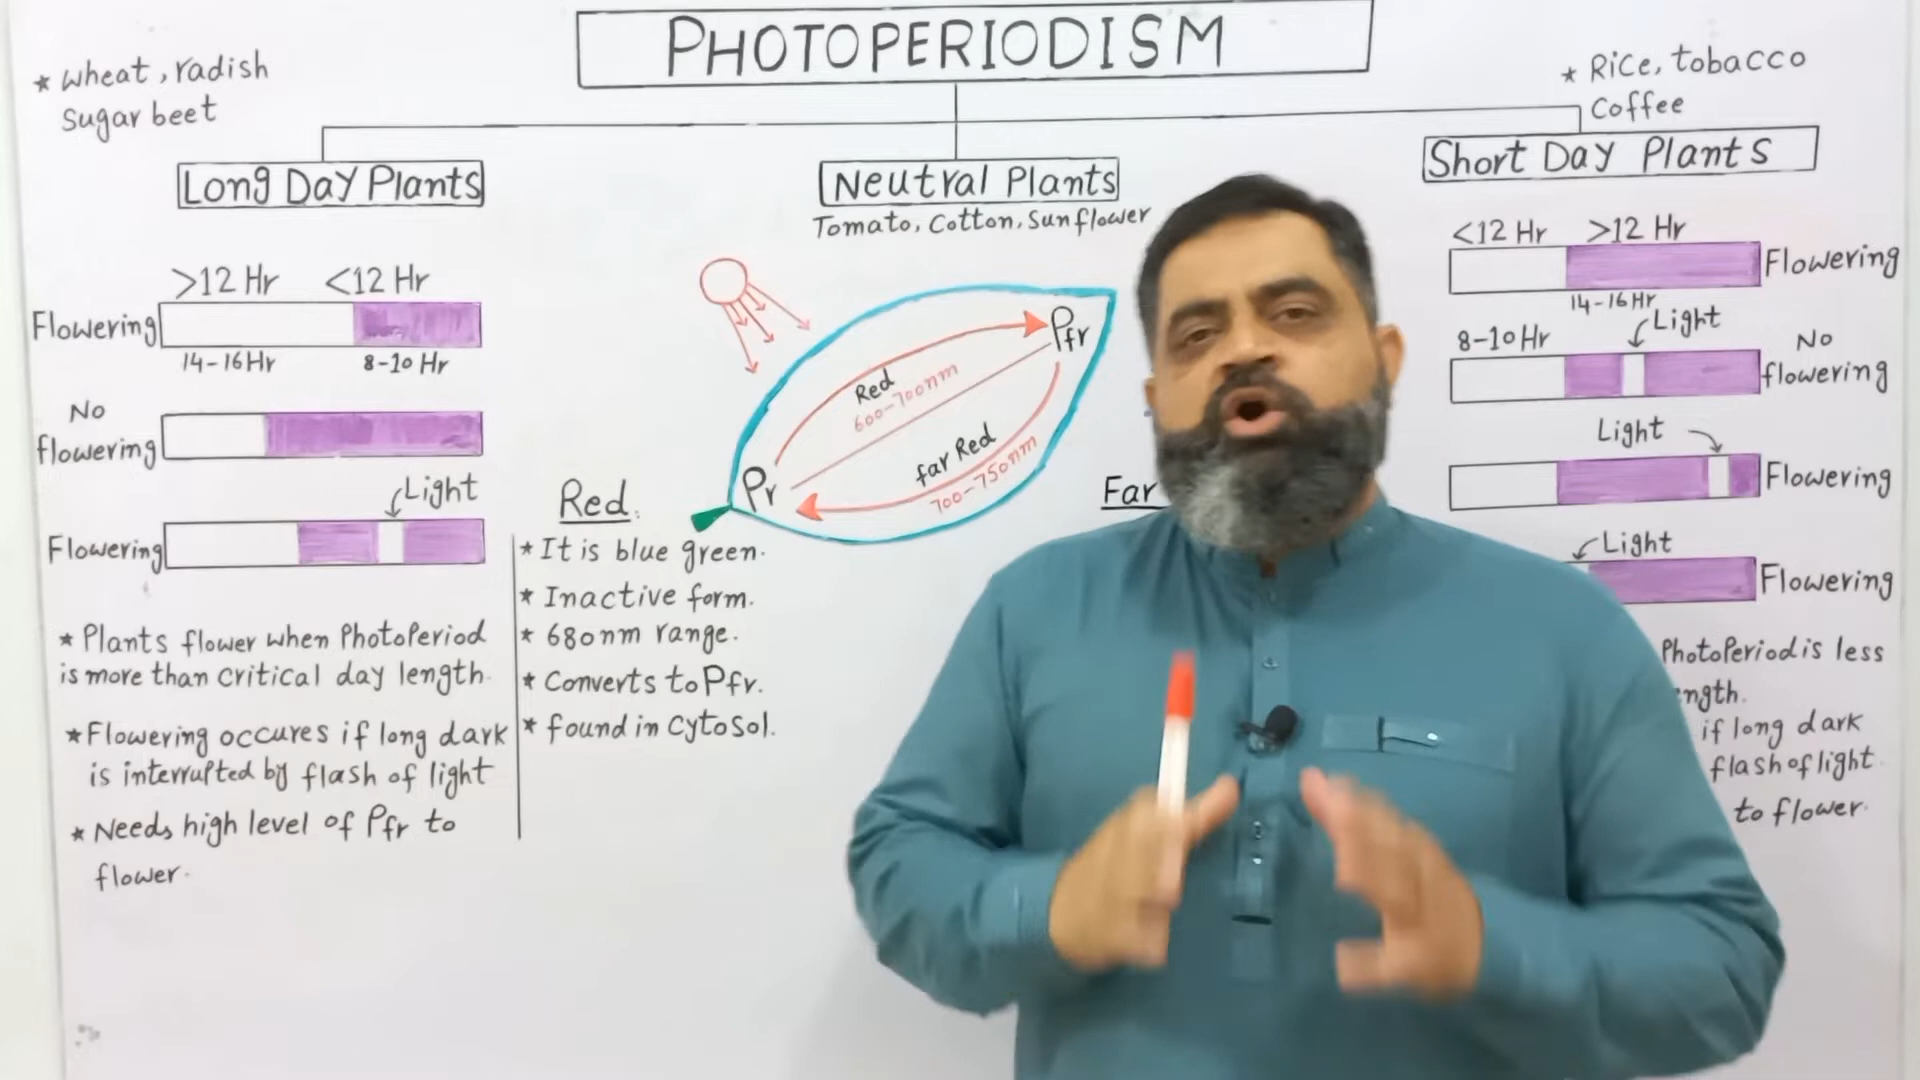 PHOTOPERIODISM
* wheat, radish
Sugar beet
* Rice, tobacco
Coffee
Long Day Plants
Neutral Plants
Tomato, Cotton, Sunflower
Short Day Plants
>12 Hr <12 Hr
Flowering
14-16 Hr 8-10 Hr
No
flowering
Light
Flowering
* Plants flower when Photoperiod
is more than critical day length.
* Flowering occures if long dark
is interrupted by flash of light
* Needs high level of Pfr to
flower.
Pfr
Red
600-700nm
far Red
700-750nm
Pr
Red.
* It is blue green.
* Inactive form.
* 680nm range.
* Converts to Pfr.
* found in Cytosol.
Far
<12 Hr >12 Hr
Flowering
14-16 Hr
Light
8-10 Hr
No
flowering
Light
Flowering
Light
Flowering
Photoperiod is less
if long dark
flash of light.
to flower.